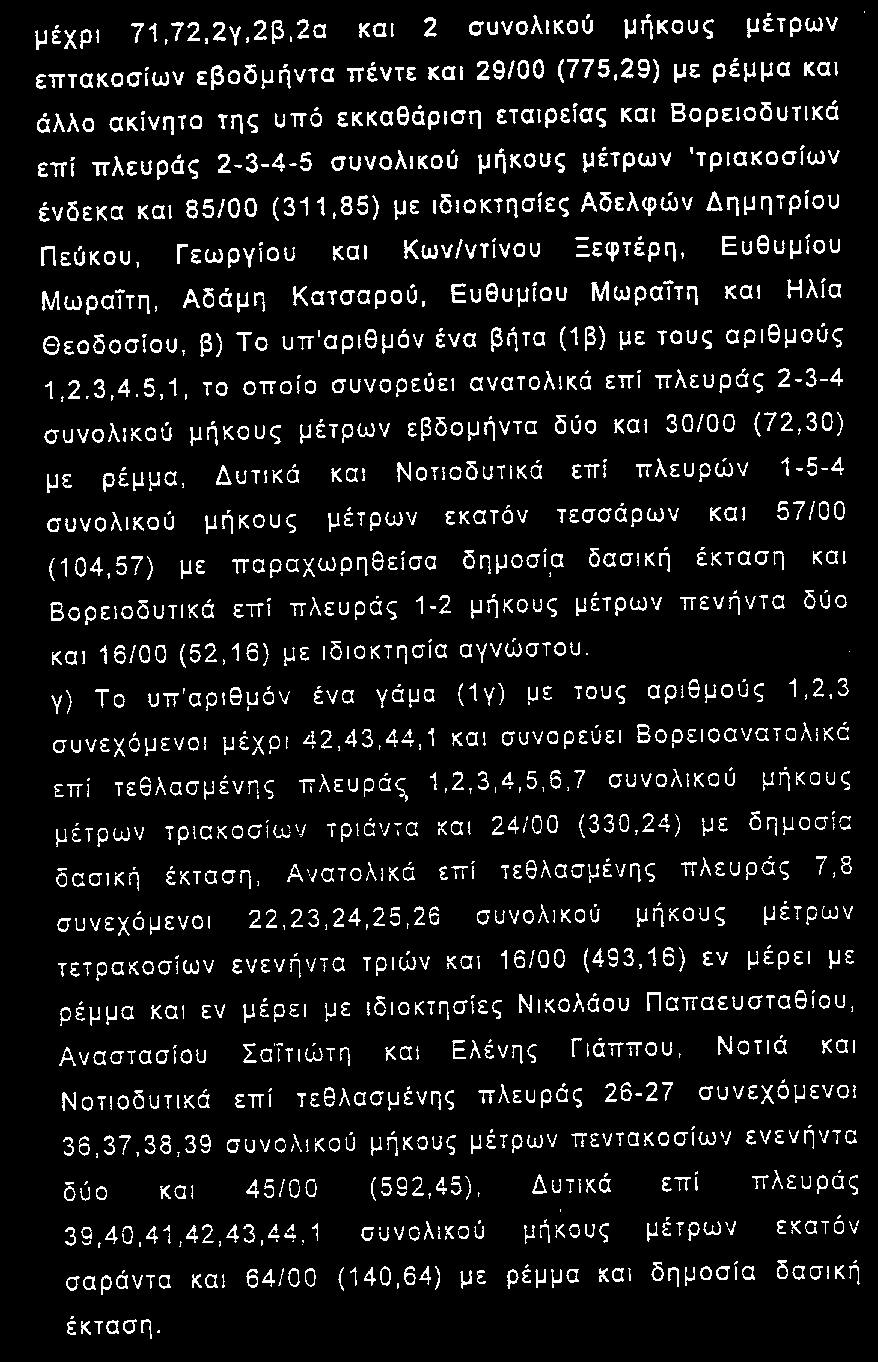 μέχρι 71,72,2γ,2β,2α και 2 συνολικού μήκους μέτρων
επτακοσίων εβοδμήντα πέντε και 29/00 (775,29) με ρέμμα και
άλλο ακίνητο της υπό εκκαθάριση εταιρείας και Βορειοδυτικά
επί πλευράς 2-3-4-5 συνολικού μήκους μέτρων 'τριακοσίων
ένδεκα και 85/00 (311,85) με ιδιοκτησίες Αδελφών Δημητρίου
Πεύκου, Γεωργίου και Κων/ντίνου Ξεφτέρη, Ευθυμίου
Μωραΐτη, Αδάμη Κατσαρού, Ευθυμίου Μωραΐτη και Ηλία
Θεοδοσίου, β) Το υπ'αριθμόν ένα βήτα (1β) με τους αριθμούς
1,2.3,4.5,1, το οποίο συνορεύει ανατολικά επί πλευράς 2-3-4
συνολικού μήκους μέτρων εβδομήντα δύο και 30/00 (72,30)
με ρέμμα, Δυτικά και Νοτιοδυτικά επί πλευρών 1-5-4
συνολικού μήκους μέτρων εκατόν τεσσάρων και 57/00
(104,57) με παραχωρηθείσα δημοσία δασική έκταση και
Βορειοδυτικά επί πλευράς 1-2 μήκους μέτρων πενήντα δύο
και 16/00 (52,16) με ιδιοκτησία αγνώστου.
γ) Το υπ'αριθμόν ένα γάμα (1γ) με τους αριθμούς 1,2,3
συνεχόμενοι μέχρι 42,43,44,1 και συνορεύει Βορειοανατολικά
επί τεθλασμένης πλευράς 1,2,3,4,5,6,7 συνολικού μήκους
μέτρων τριακοσίων τριάντα και 24/00 (330,24) με δημοσία
δασική έκταση, Ανατολικά επί τεθλασμένης πλευράς 7,8
συνεχόμενοι 22,23,24,25,26 συνολικού μήκους μέτρων
τετρακοσίων ενενήντα τριών και 16/00 (493,16) εν μέρει με
ρέμμα και εν μέρει με ιδιοκτησίες Νικολάου Παπαευσταθίου,
Αναστασίου Σαΐτιώτη και Ελένης Γιάππου, Νοτιά και
Νοτιοδυτικά επί τεθλασμένης πλευράς 26-27 συνεχόμενοι
36,37,38,39 συνολικού μήκους μέτρων πεντακοσίων ενενήντα
δύο και 45/00 (592,45), Δυτικά επί πλευράς
39,40,41,42,43,44,1 συνολικού μήκους μέτρων εκατόν
σαράντα και 64/00 (140,64) με ρέμμα και δημοσία δασική
έκταση.